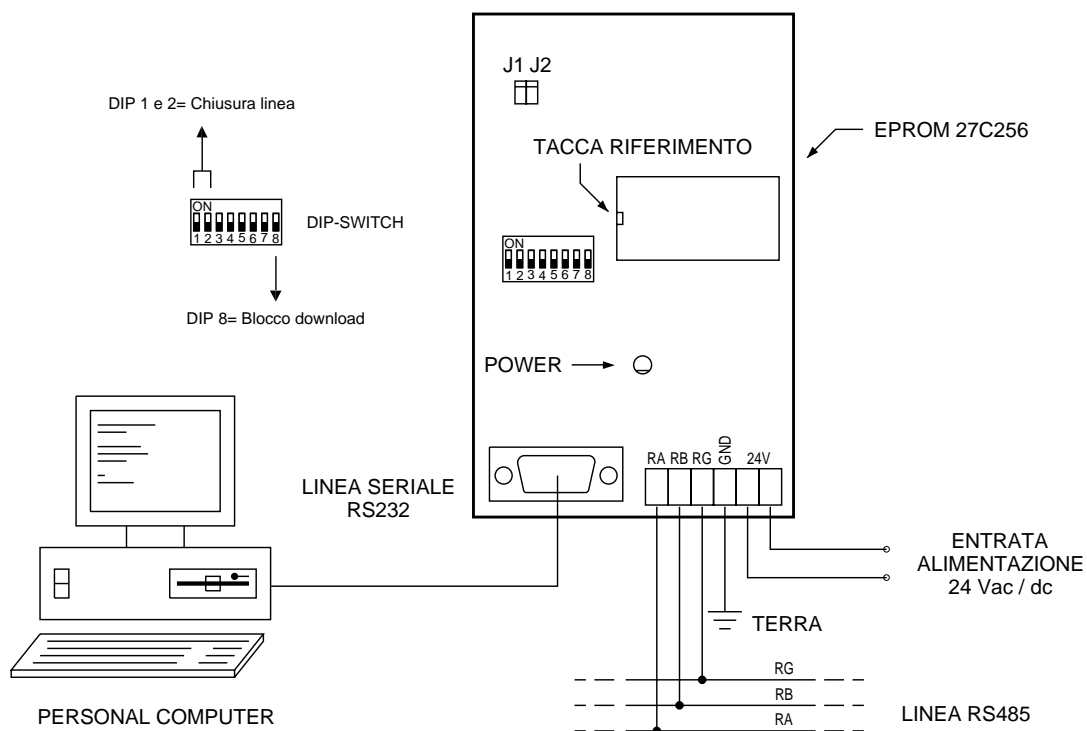 J1 J2
DIP 1 e 2= Chiusura linea
EPROM 27C256
TACCA RIFERIMENTO
ON
1 2 3 4 5 6 7 8
DIP-SWITCH
ON
1 2 3 4 5 6 7 8
DIP 8= Blocco download
POWER
LINEA SERIALE
RS232
RA RB RG GND 24V
ENTRATA
ALIMENTAZIONE
24 Vac / dc
TERRA
RG
RB
RA
LINEA RS485
PERSONAL COMPUTER